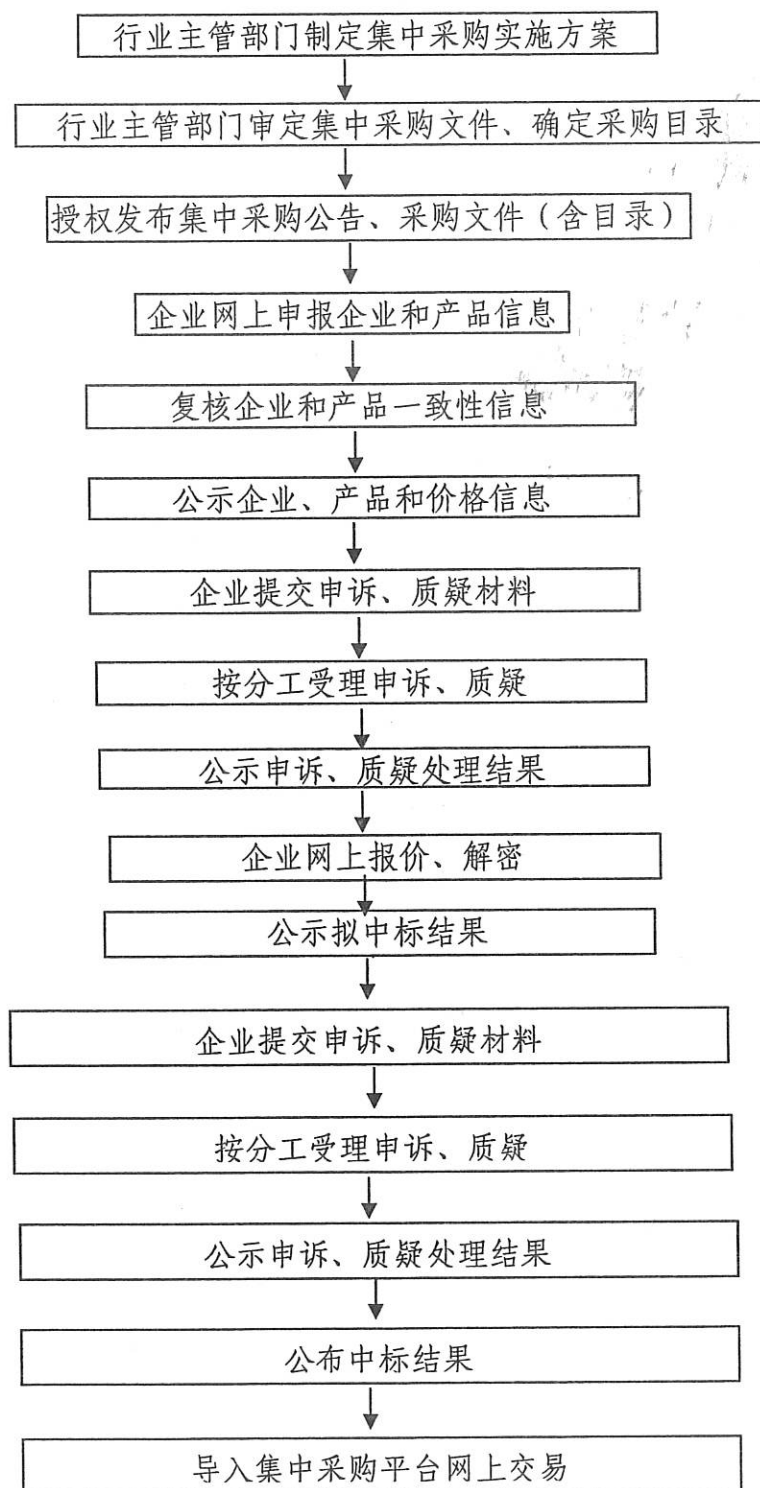 行业主管部门制定集中采购实施方案
行业主管部门审定集中采购文件、确定采购目录
授权发布集中采购公告、采购文件（含目录）
企业网上申报企业和产品信息
复核企业和产品一致性信息
公示企业、产品和价格信息
企业提交申诉、质疑材料
按分工受理申诉、质疑
公示申诉、质疑处理结果
企业网上报价、解密
公示拟中标结果
企业提交申诉、质疑材料
按分工受理申诉、质疑
公示申诉、质疑处理结果
公布中标结果
导入集中采购平台网上交易